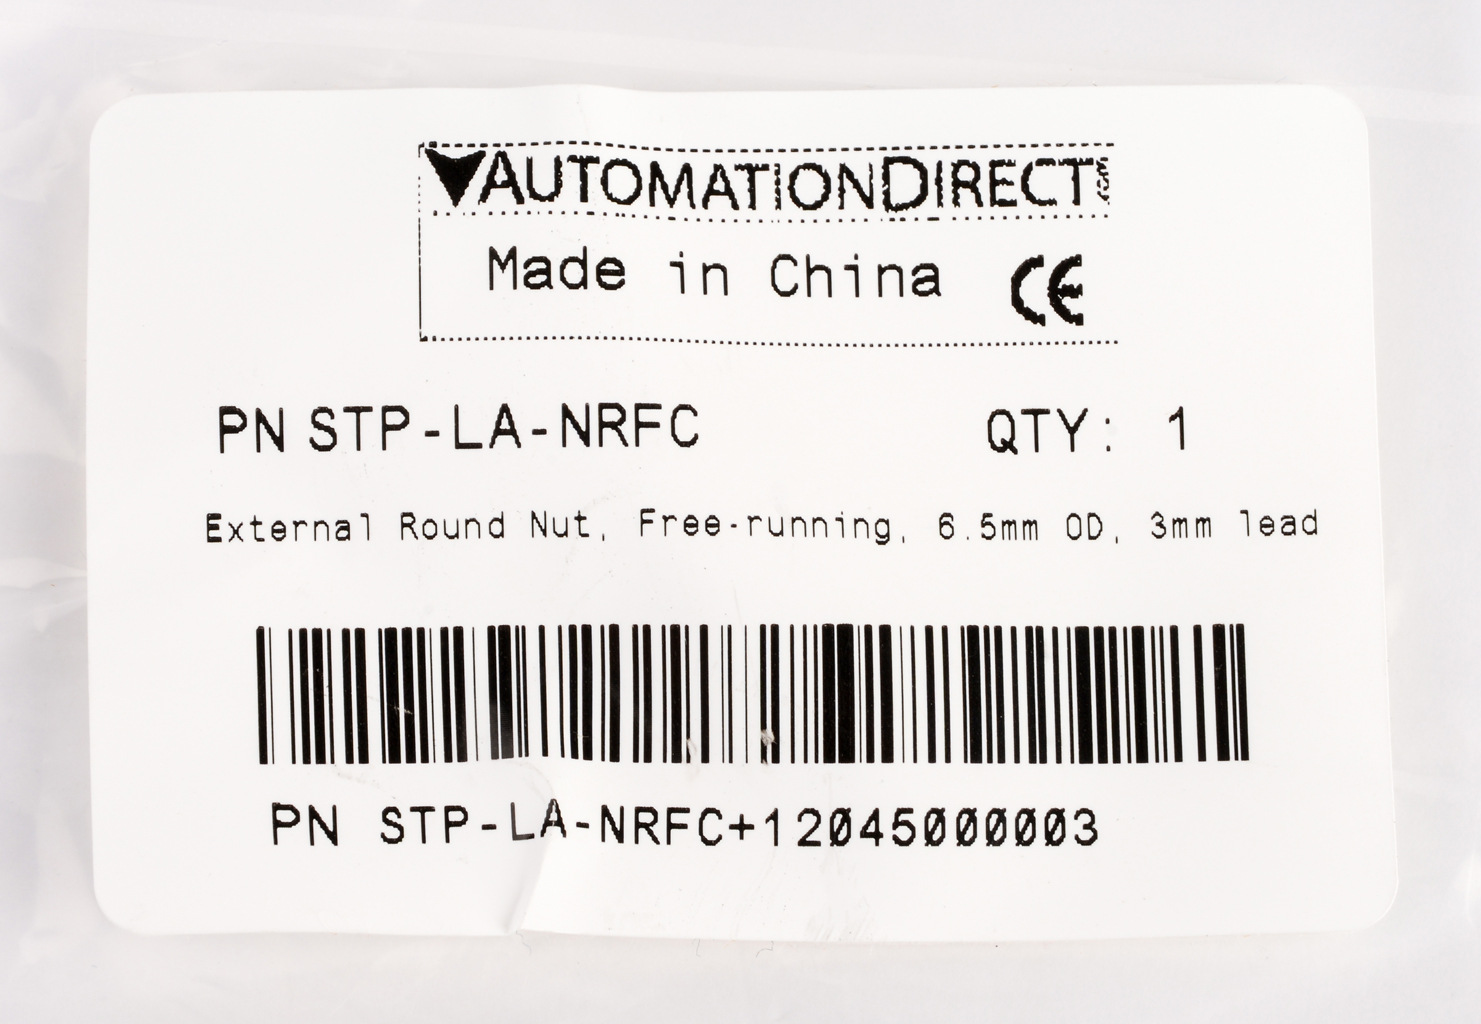 AUTOMATIONDIRECT
Made in China CE
PN STP-LA-NRFC QTY: 1
External Round Nut, Free-running, 6.5mm OD, 3mm lead
PN STP-LA-NRFC+12045000003